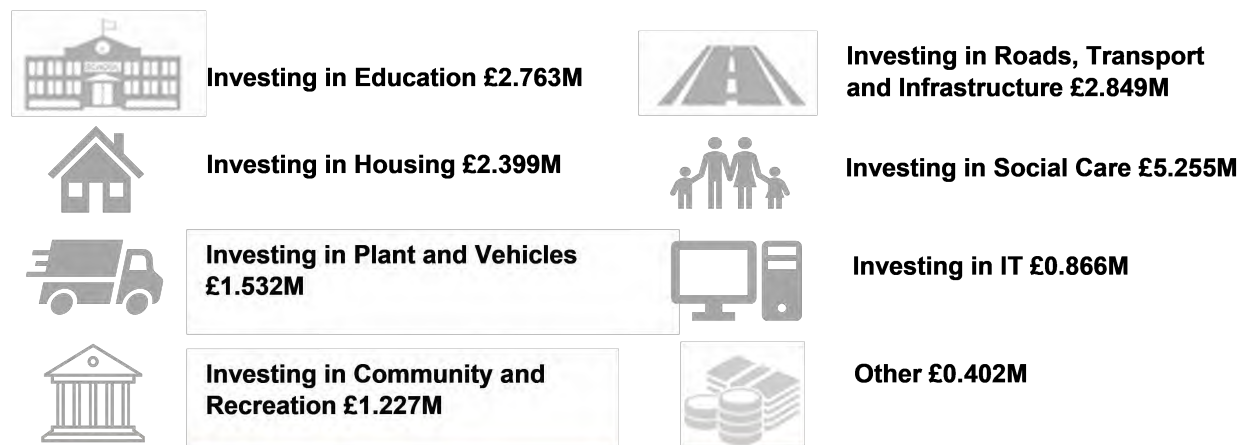 SCHOOL
Investing in Education £2.763M
Investing in Roads, Transport
and Infrastructure £2.849M
Investing in Housing £2.399M
Investing in Social Care £5.255M
Investing in Plant and Vehicles
£1.532M
Investing in IT £0.866M
Investing in Community and
Recreation £1.227M
Other £0.402M